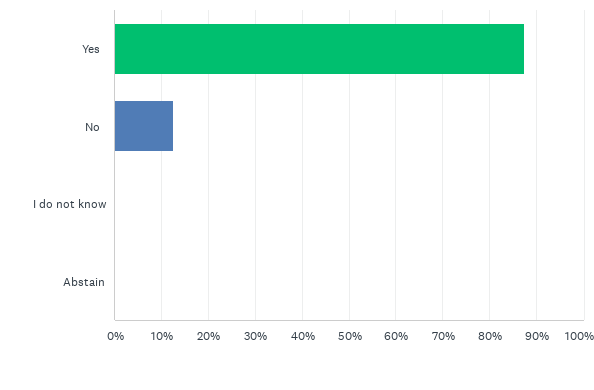 Yes
No
I do not know
Abstain
0% 10% 20% 30% 40% 50% 60% 70% 80% 90% 100%